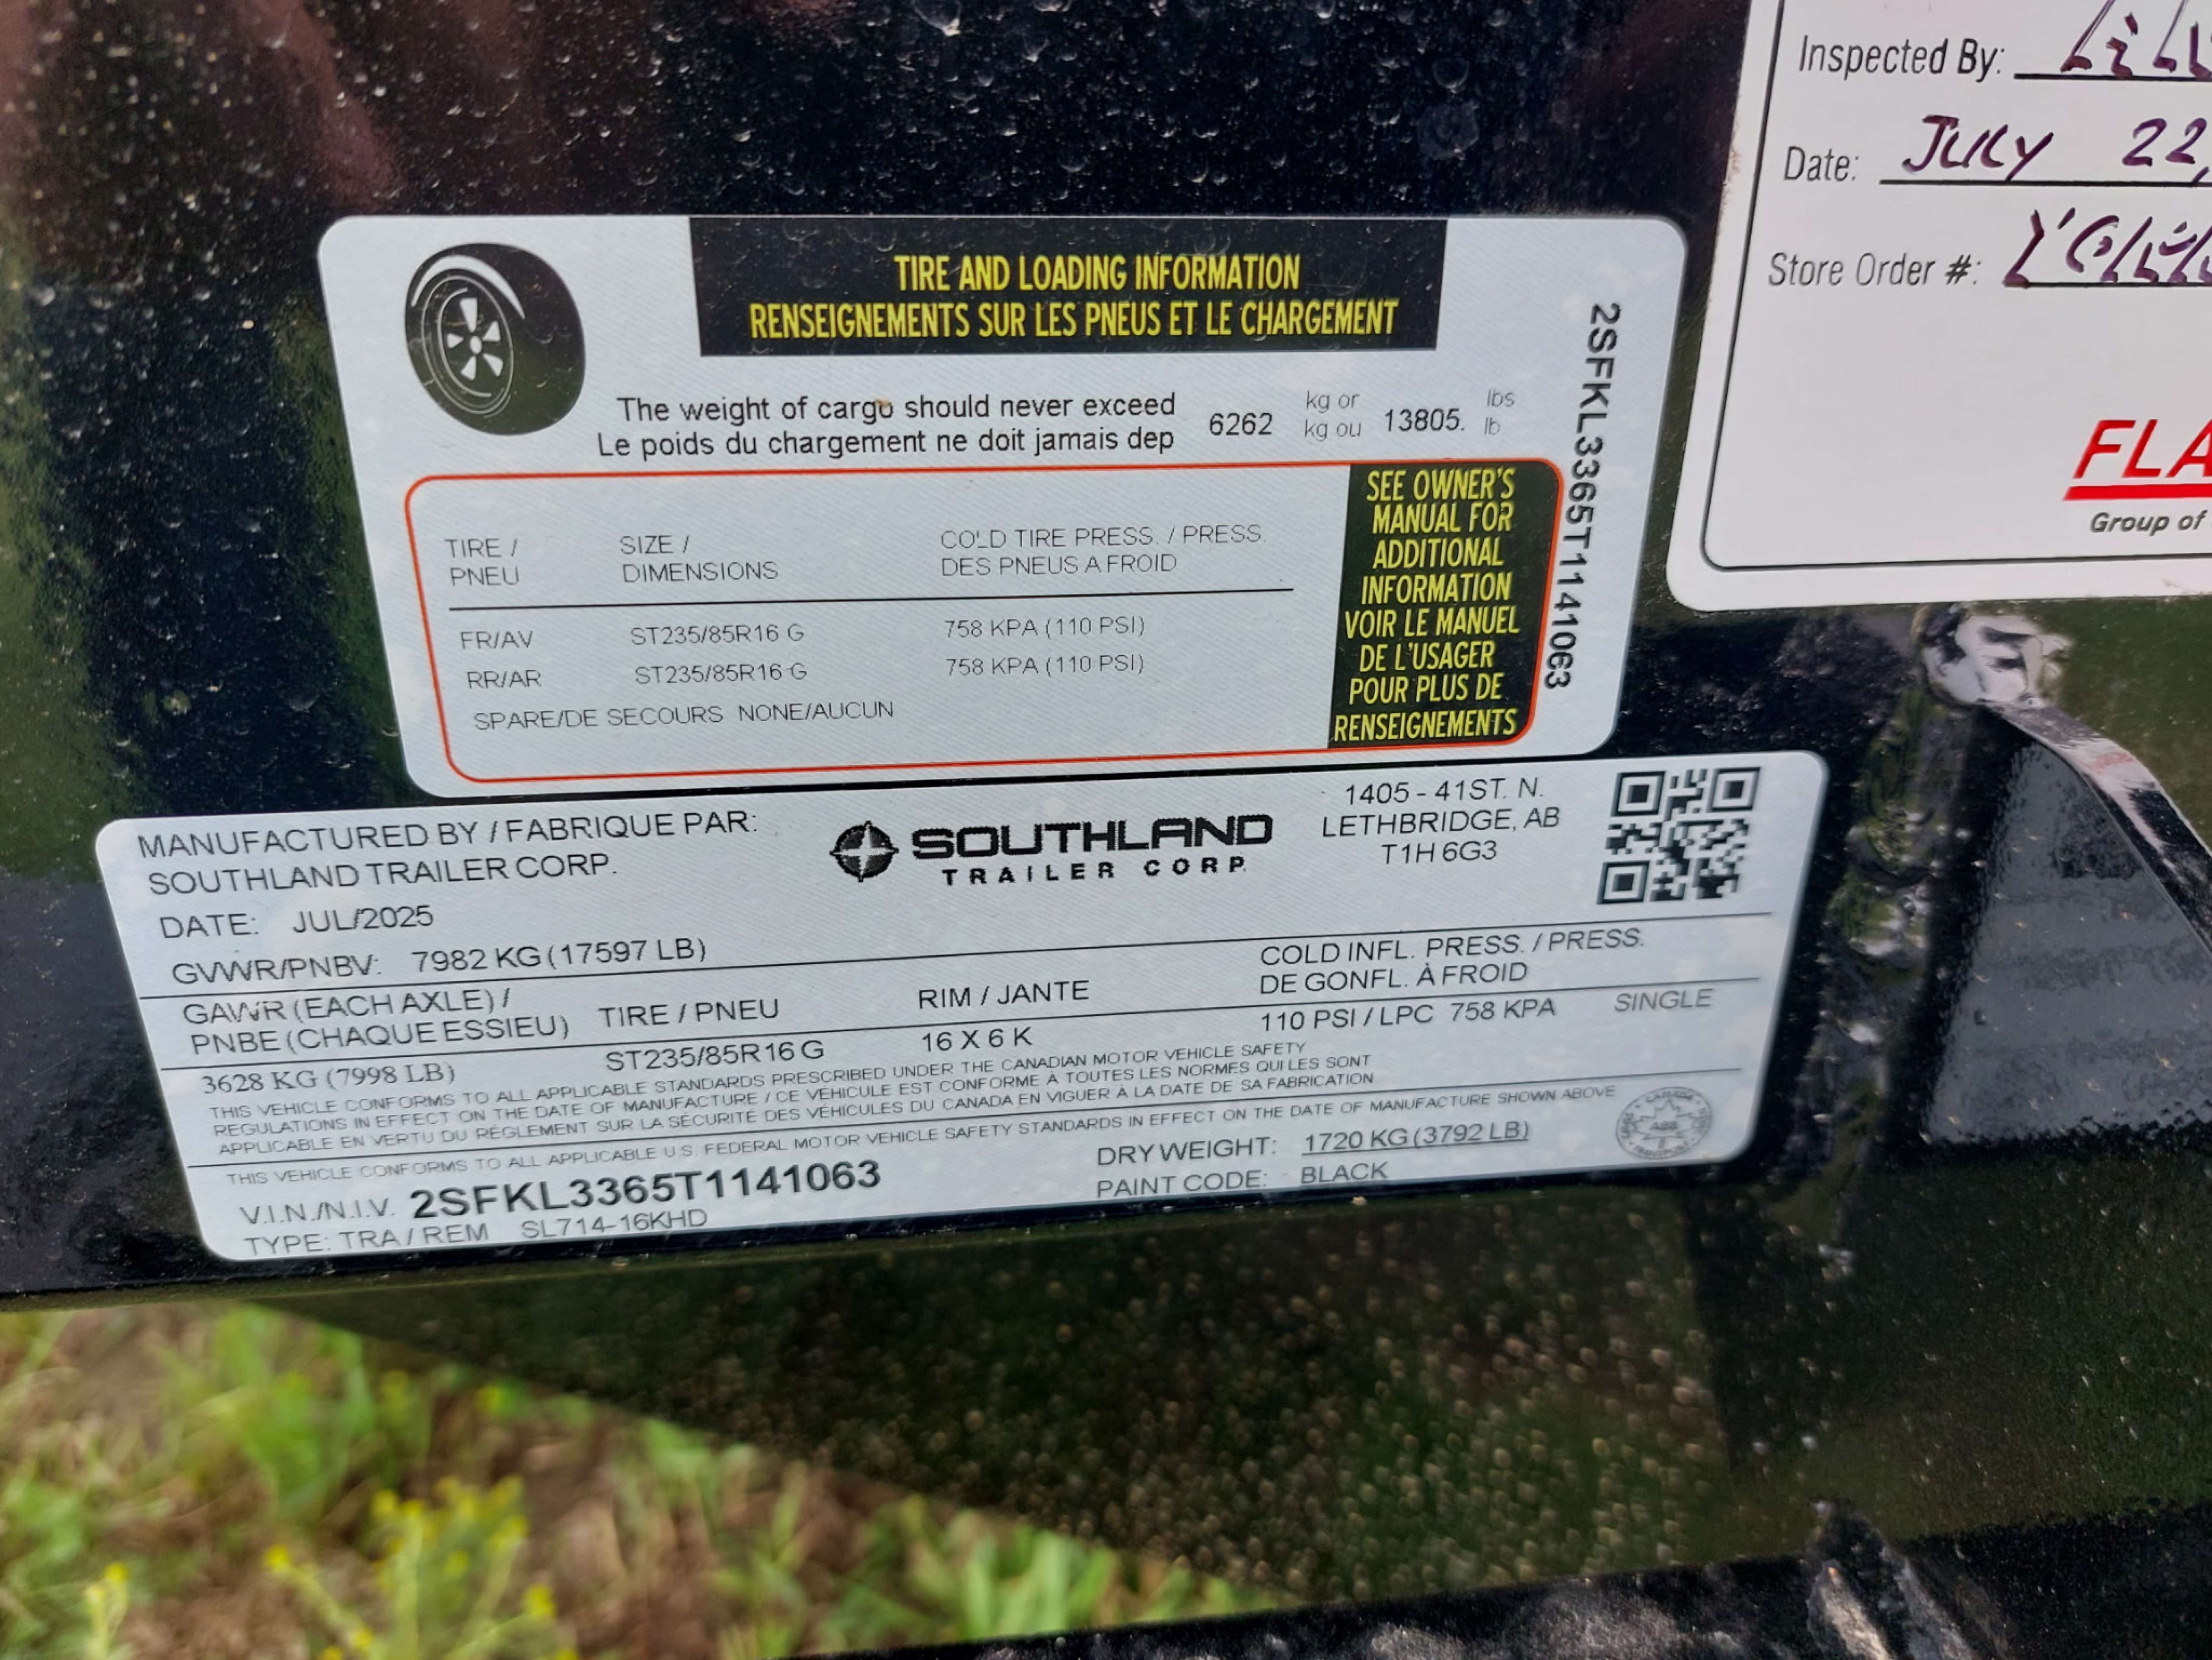 Inspected By:
Date: JULY 22,
Store Order #:
FLA
Group of
TIRE AND LOADING INFORMATION
RENSEIGNEMENTS SUR LES PNEUS ET LE CHARGEMENT
The weight of cargo should never exceed 6262 kg or 13805. lbs
Le poids du chargement ne doit jamais dep kg ou lb
TIRE / SIZE / COLD TIRE PRESS. / PRESS.
PNEU DIMENSIONS DES PNEUS A FROID
FR/AV ST235/85R16 G 758 KPA (110 PSI)
RR/AR ST235/85R16 G 758 KPA (110 PSI)
SPARE/DE SECOURS NONE/AUCUN
SEE OWNER'S
MANUAL FOR
ADDITIONAL
INFORMATION
VOIR LE MANUEL
DE L'USAGER
POUR PLUS DE
RENSEIGNEMENTS
2SFKL3365T1141063
MANUFACTURED BY / FABRIQUE PAR:
SOUTHLAND TRAILER CORP.
SOUTHLAND
TRAILER CORP
1405 - 41ST. N.
LETHBRIDGE, AB
T1H 6G3
DATE: JUL/2025
GVWR/PNBV: 7982 KG (17597 LB)
GAWR (EACH AXLE) / TIRE / PNEU RIM / JANTE COLD INFL. PRESS. / PRESS.
PNBE (CHAQUE ESSIEU) DE GONFL. À FROID
3628 KG (7998 LB) ST235/85R16 G 16 X 6 K 110 PSI / LPC 758 KPA SINGLE
THIS VEHICLE CONFORMS TO ALL APPLICABLE STANDARDS PRESCRIBED UNDER THE CANADIAN MOTOR VEHICLE SAFETY
REGULATIONS IN EFFECT ON THE DATE OF MANUFACTURE / CE VÉHICULE EST CONFORME À TOUTES LES NORMES QUI LES SONT
APPLICABLE EN VERTU DU RÈGLEMENT SUR LA SÉCURITÉ DES VÉHICULES DU CANADA EN VIGUER À LA DATE DE SA FABRICATION
THIS VEHICLE CONFORMS TO ALL APPLICABLE U.S. FEDERAL MOTOR VEHICLE SAFETY STANDARDS IN EFFECT ON THE DATE OF MANUFACTURE SHOWN ABOVE
V.I.N./N.I.V. 2SFKL3365T1141063 DRY WEIGHT: 1720 KG (3792 LB)
TYPE: TRA / REM SL714-16KHD PAINT CODE: BLACK